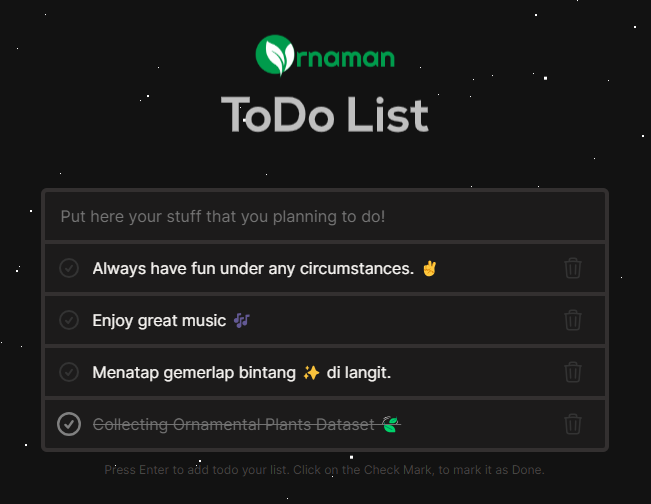 Ornaman
ToDo List
Put here your stuff that you planning to do!
Always have fun under any circumstances. ✌️
Enjoy great music 🎶
Menatap gemerlap bintang ✨ di langit.
Collecting Ornamental Plants Dataset 🍃
Press Enter to add todo your list. Click on the Check Mark, to mark it as Done.